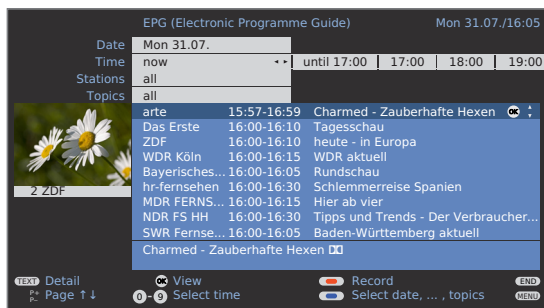 EPG (Electronic Programme Guide) Mon 31.07./16:05
Date Mon 31.07.
Time now until 17:00 17:00 18:00 19:00
Stations all
Topics all
arte 15:57-16:59 Charmed - Zauberhafte Hexen OK
Das Erste 16:00-16:10 Tagesschau
ZDF 16:00-16:10 heute - in Europa
WDR Köln 16:00-16:15 WDR aktuell
Bayerisches... 16:00-16:05 Rundschau
hr-fernsehen 16:00-16:30 Schlemmerreise Spanien
MDR FERNS... 16:00-16:15 Hier ab vier
NDR FS HH 16:00-16:30 Tipps und Trends - Der Verbraucher...
SWR Fernse... 16:00-16:05 Baden-Württemberg aktuell
2 ZDF
Charmed - Zauberhafte Hexen
TEXT Detail OK View Record END
P+ P- Page ↑↓ 0-9 Select time Select date, ... , topics MENU